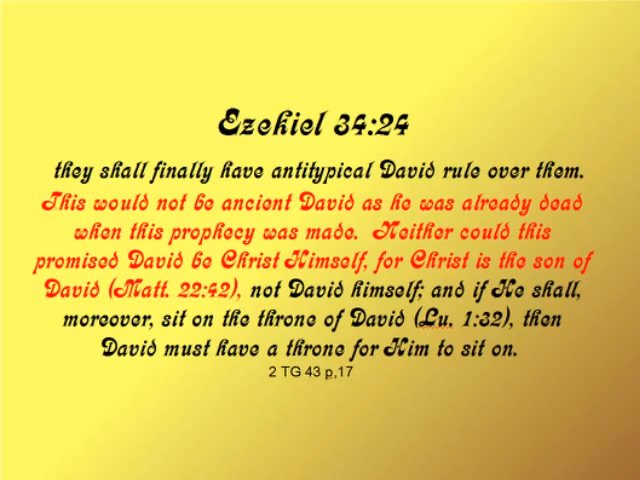 Ezekiel 34:24
they shall finally have antitypical David rule over them.
This would not be ancient David as he was already dead
when this prophecy was made. Neither could this
promised David be Christ Himself, for Christ is the son of
David (Matt. 22:42), not David himself; and if He shall,
moreover, sit on the throne of David (Lu. 1:32), then
David must have a throne for Him to sit on.
2 TG 43 p,17